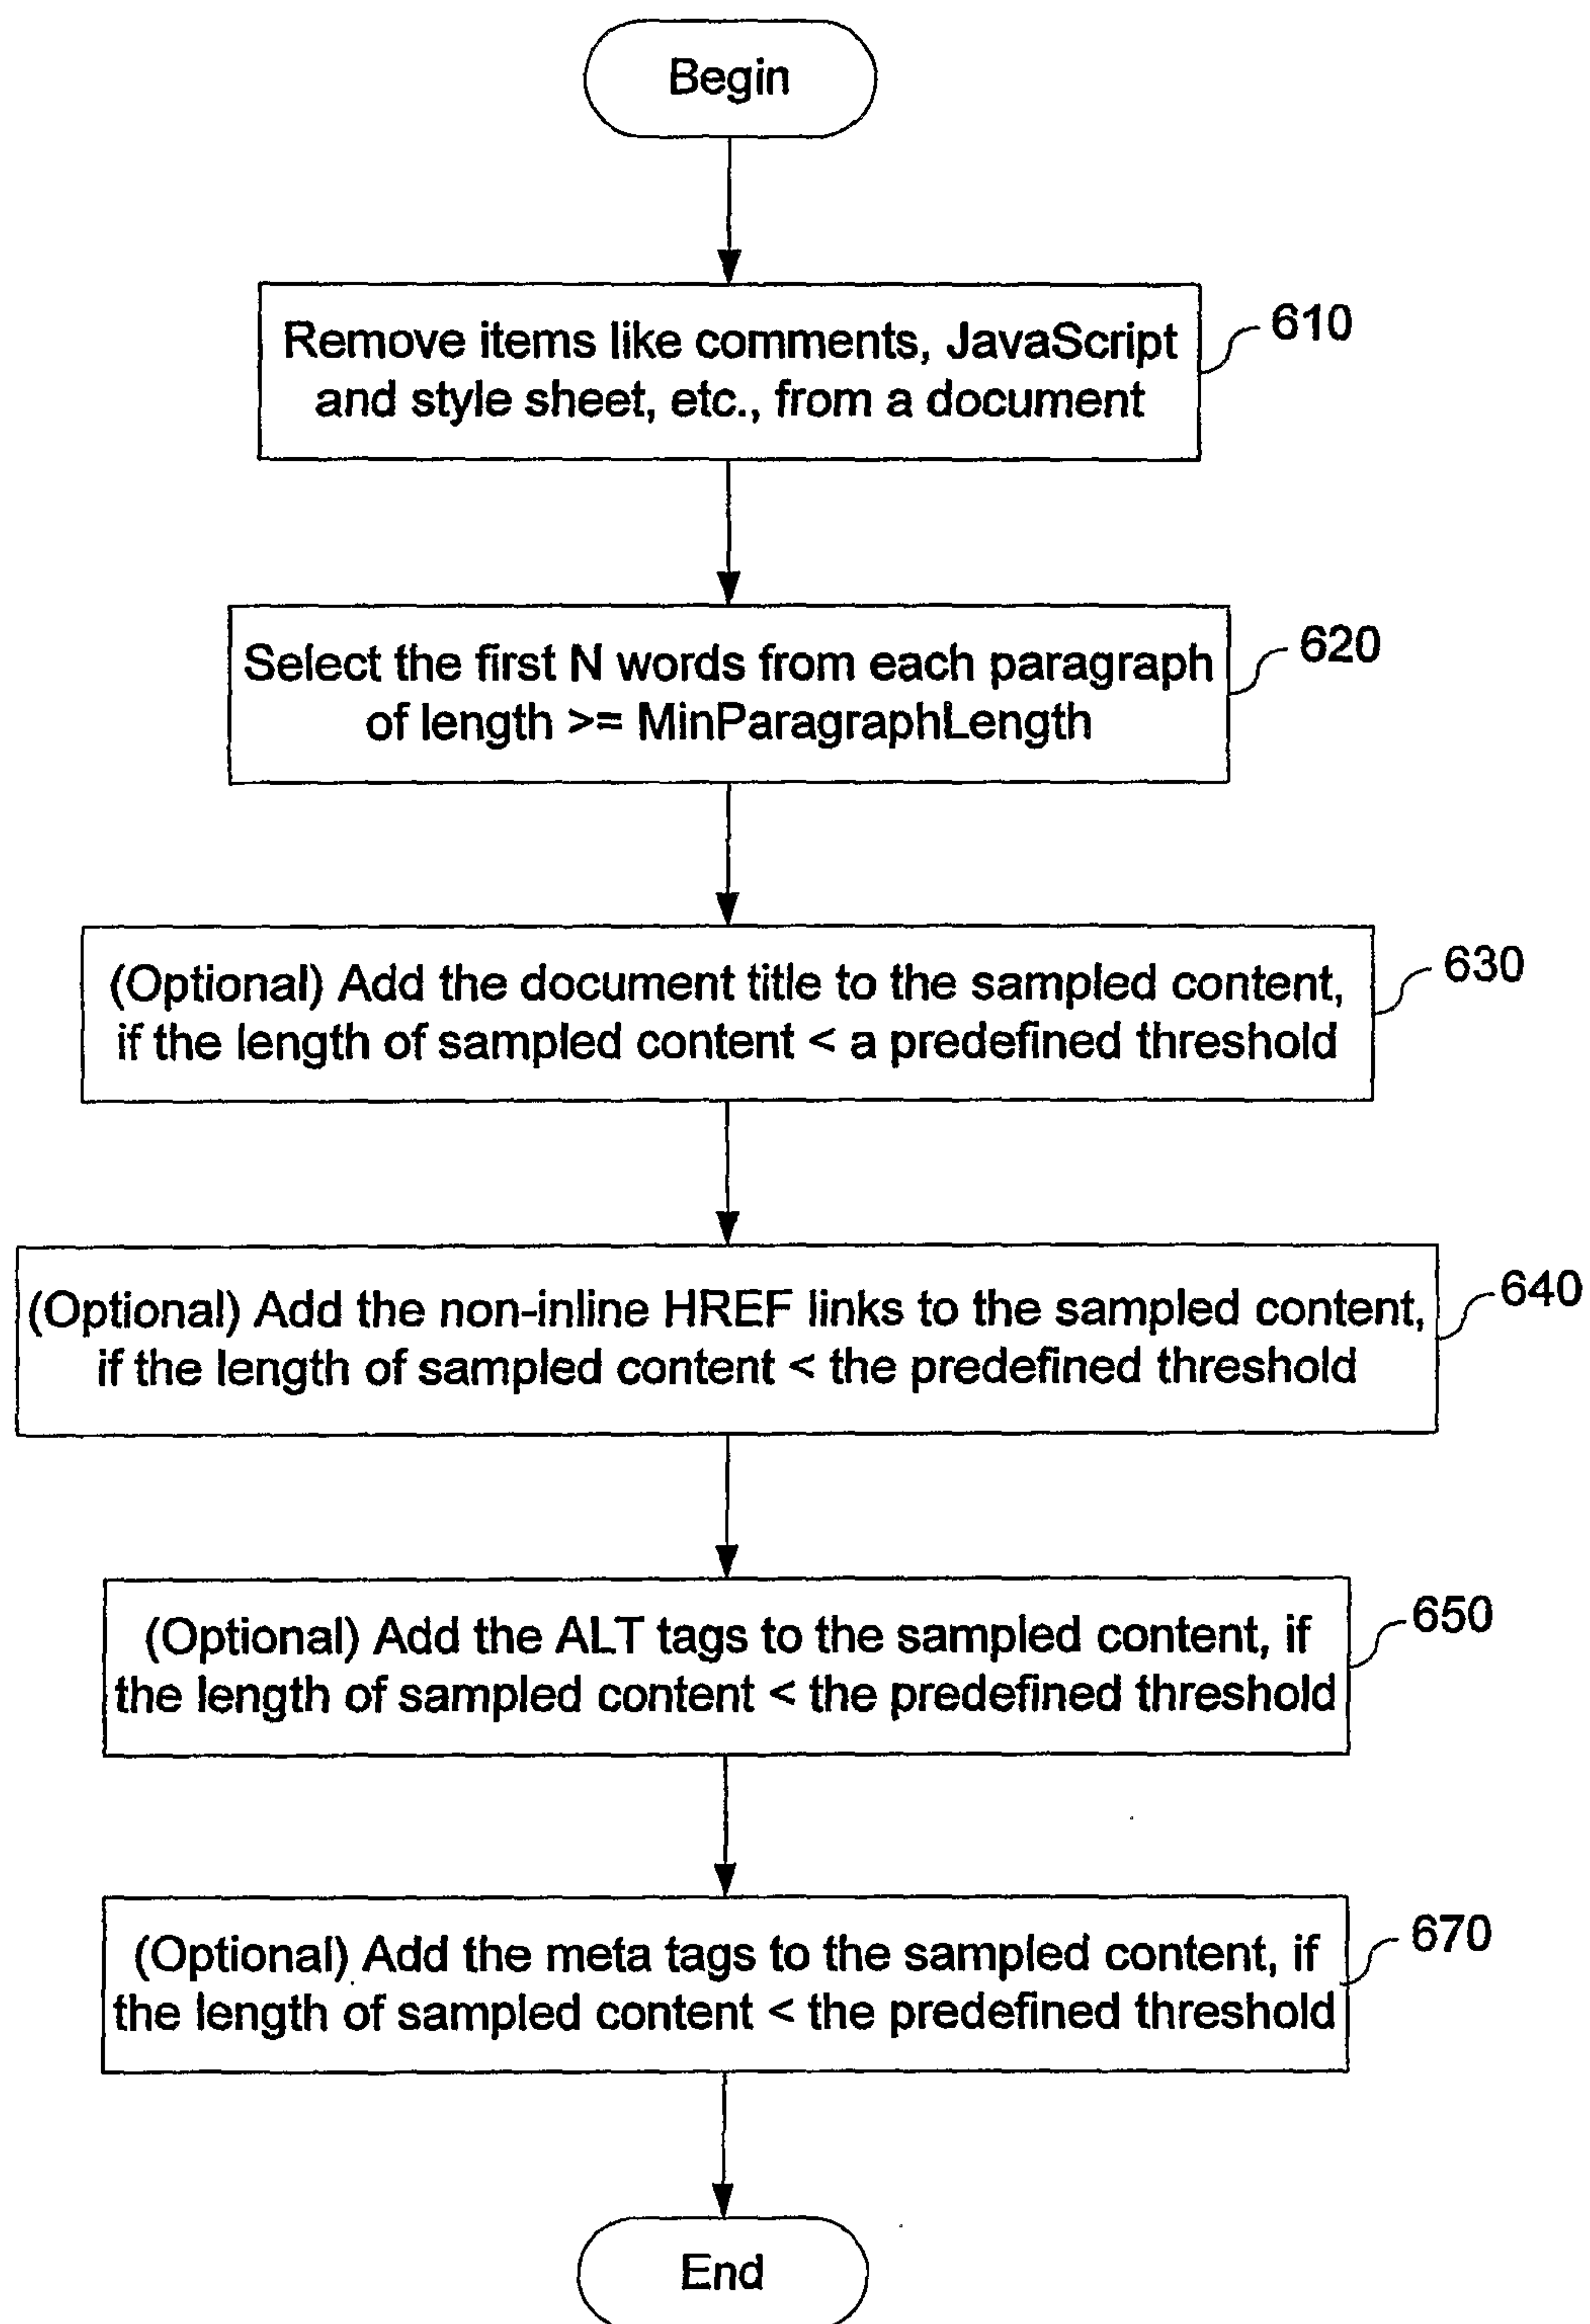 Begin
Remove items like comments, JavaScript
and style sheet, etc., from a document
610
Select the first N words from each paragraph
of length >= MinParagraphLength
620
(Optional) Add the document title to the sampled content,
if the length of sampled content < a predefined threshold
630
(Optional) Add the non-inline HREF links to the sampled content,
if the length of sampled content < the predefined threshold
640
(Optional) Add the ALT tags to the sampled content, if
the length of sampled content < the predefined threshold
650
(Optional) Add the meta tags to the sampled content, if
the length of sampled content < the predefined threshold
670
End